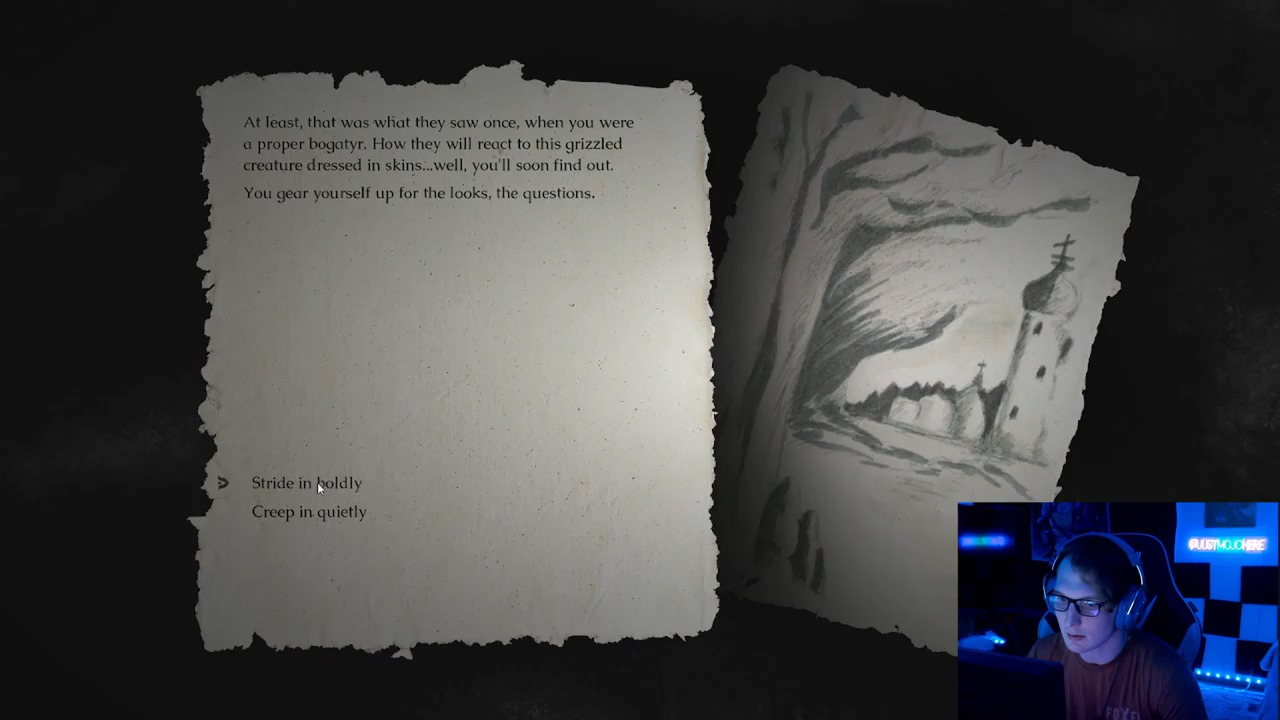 At least, that was what they saw once, when you were
a proper bogatyr. How they will react to this grizzled
creature dressed in skins...well, you'll soon find out.
You gear yourself up for the looks, the questions.
Stride in boldly
Creep in quietly
@JUSTMOJOHERE